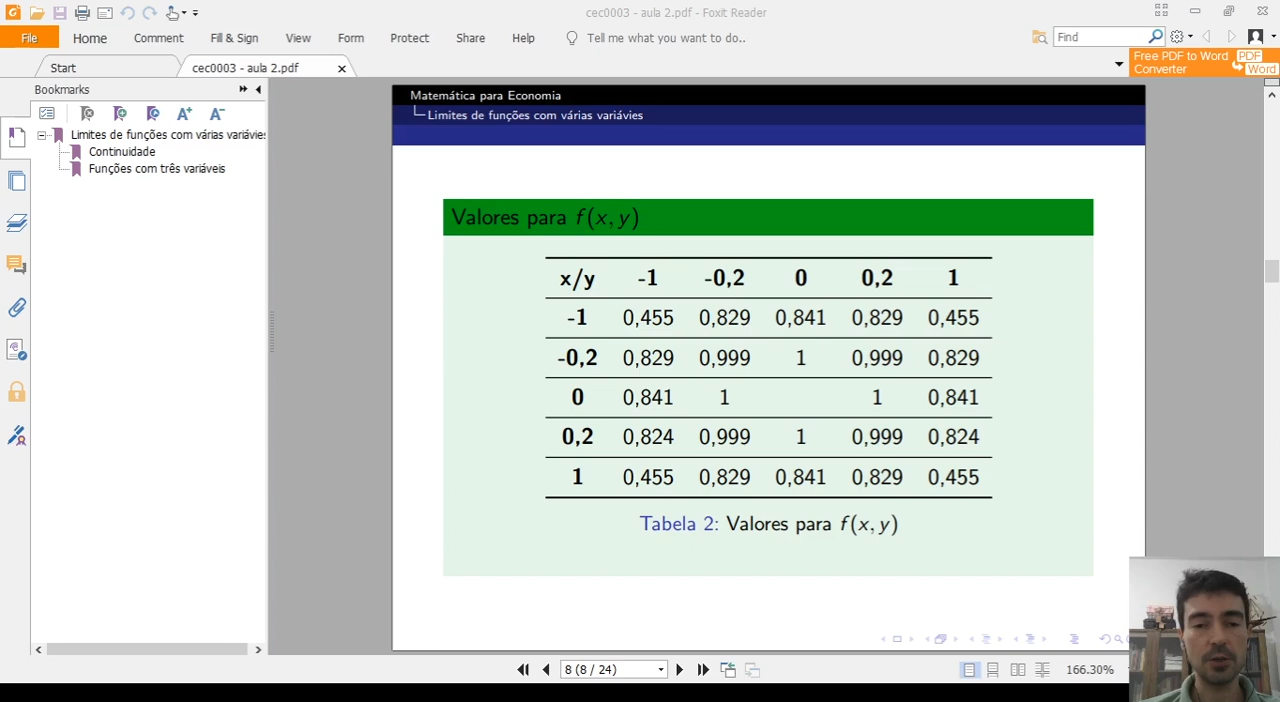 cec0003 - aula 2.pdf - Foxit Reader
File Home Comment Fill & Sign View Form Protect Share Help Tell me what you want to do.. Find
Start cec0003 - aula 2.pdf
Free PDF to Word Converter PDF Word
Bookmarks
Limites de funções com várias variávei
Continuidade
Funções com três variáveis
Matemática para Economia
Limites de funções com várias variávies
Valores para f(x, y)
x/y -1 -0,2 0 0,2 1
-1 0,455 0,829 0,841 0,829 0,455
-0,2 0,829 0,999 1 0,999 0,829
0 0,841 1 1 0,841
0,2 0,824 0,999 1 0,999 0,824
1 0,455 0,829 0,841 0,829 0,455
Tabela 2: Valores para f(x, y)
8 (8 / 24)
166.30%